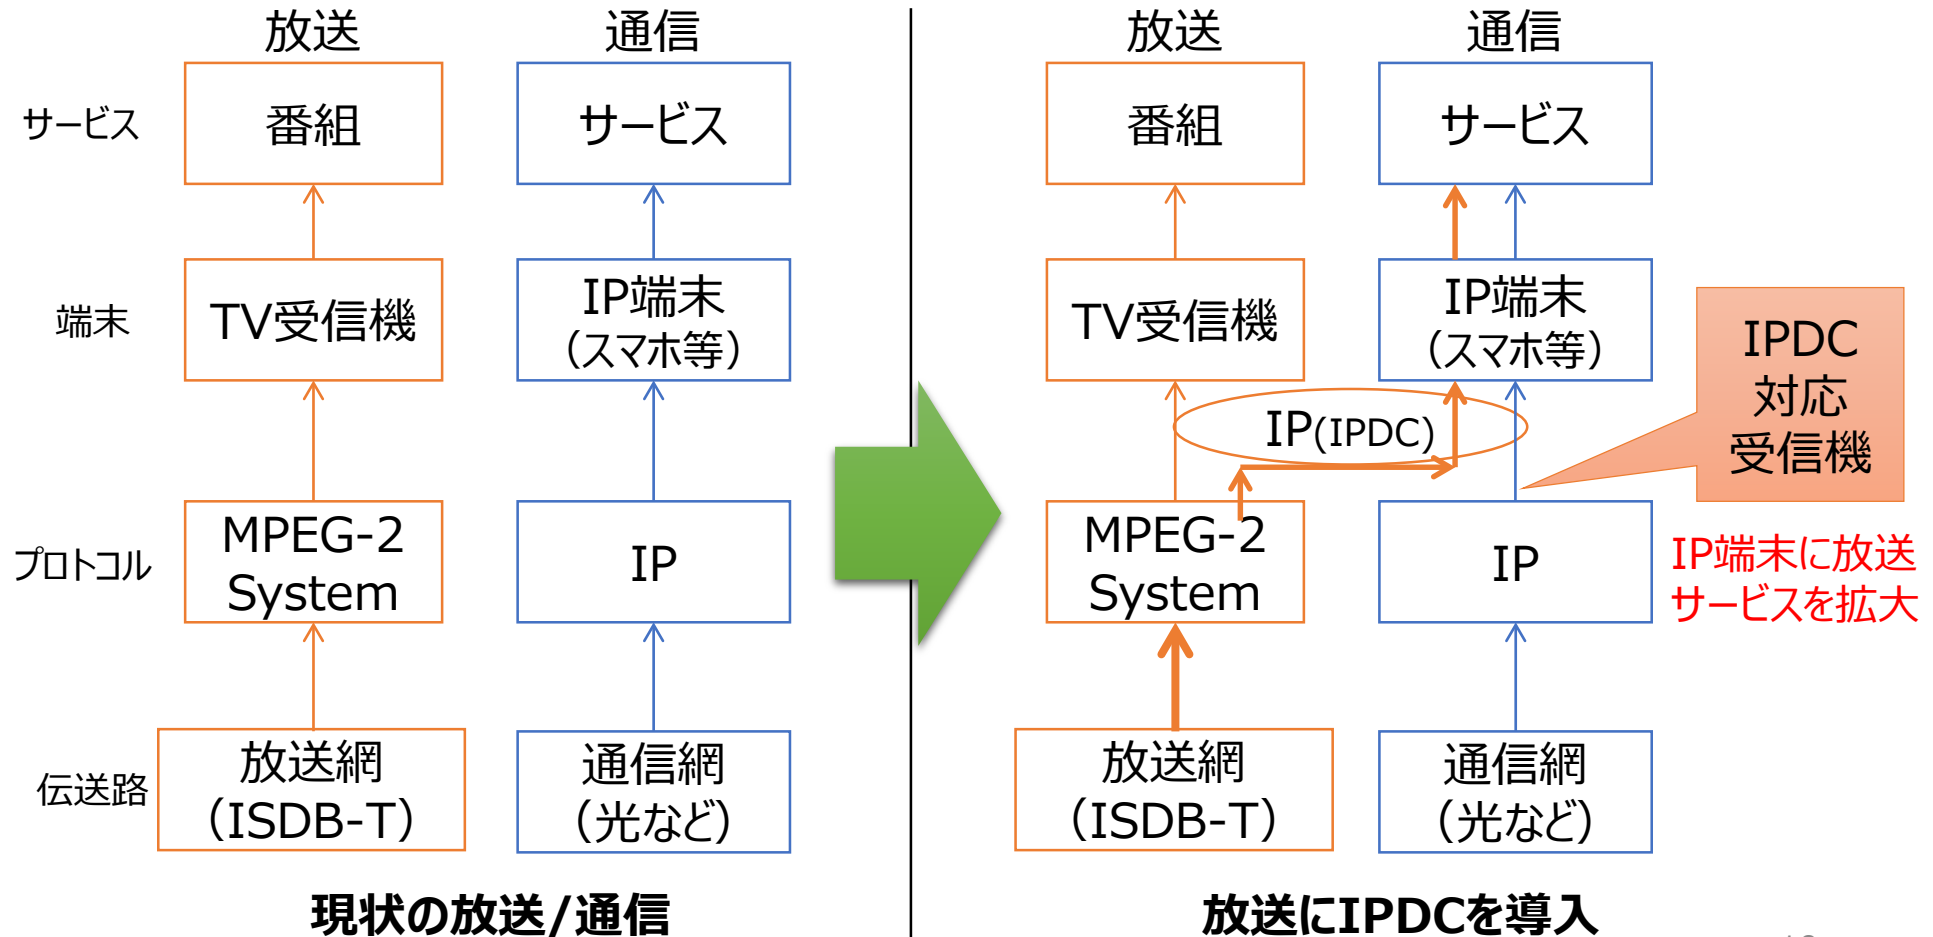 放送
通信
サービス
番組
サービス
端末
TV受信機
IP端末
（スマホ等）
プロトコル
MPEG-2
System
IP
伝送路
放送網
（ISDB-T）
通信網
（光など）
現状の放送/通信
放送
通信
番組
サービス
TV受信機
IP端末
（スマホ等）
IP(IPDC)
IPDC
対応
受信機
MPEG-2
System
IP
IP端末に放送
サービスを拡大
放送網
（ISDB-T）
通信網
（光など）
放送にIPDCを導入